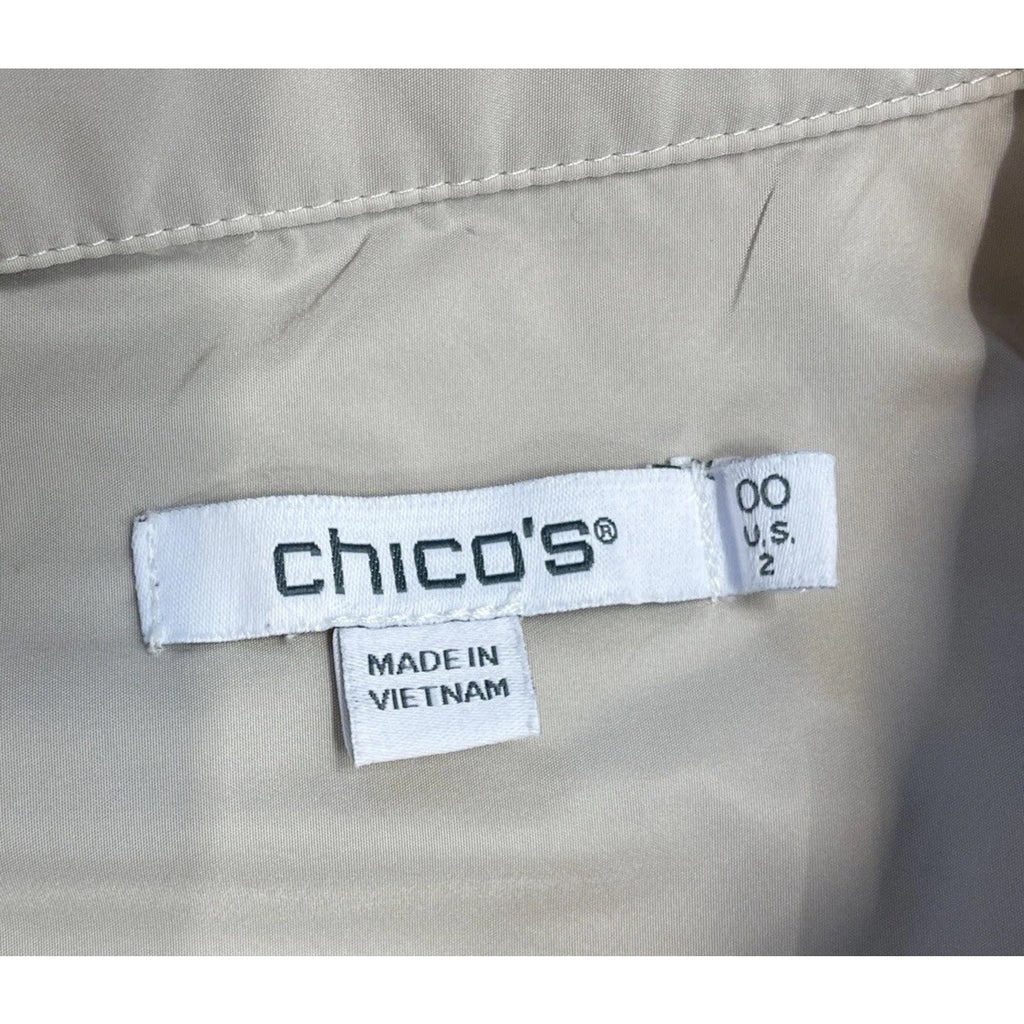 chico's®
00
U.S.
2
MADE IN
VIETNAM